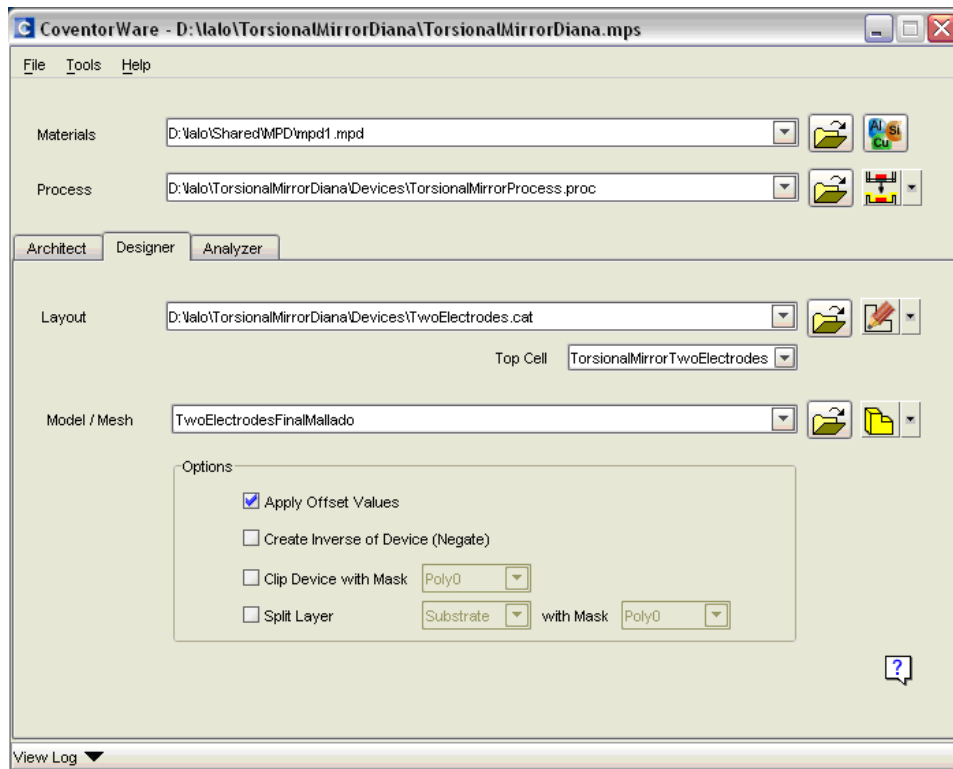 CoventorWare - D:\lalo\TorsionalMirrorDiana\TorsionalMirrorDiana.mps
File Tools Help
Materials D:\lalo\Shared\MPD\mpd1.mpd
Al Si Cu
Process D:\lalo\TorsionalMirrorDiana\Devices\TorsionalMirrorProcess.proc
Architect Designer Analyzer
Layout D:\lalo\TorsionalMirrorDiana\Devices\TwoElectrodes.cat
Top Cell TorsionalMirrorTwoElectrodes
Model / Mesh TwoElectrodesFinalMallado
Options
Apply Offset Values
Create Inverse of Device (Negate)
Clip Device with Mask Poly0
Split Layer Substrate with Mask Poly0
?
View Log